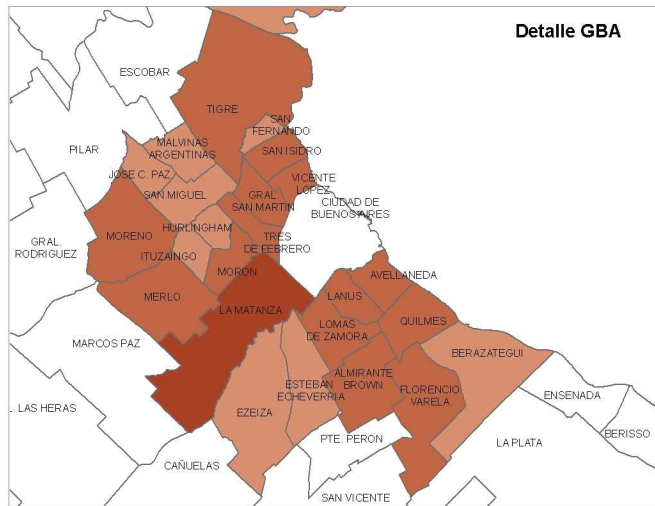 Detalle GBA
ESCOBAR
TIGRE
SAN
FERNANDO
PILAR
MALVINAS
ARGENTINAS
SAN ISIDRO
JOSE C. PAZ
VICENTE
LOPEZ
SAN MIGUEL
GRAL.
SAN MARTIN
CIUDAD DE
BUENOS AIRES
HURLINGHAM
MORENO
TRES
DE FEBRERO
GRAL.
RODRIGUEZ
ITUZAINGO
MORON
AVELLANEDA
MERLO
LANUS
LA MATANZA
QUILMES
LOMAS
DE ZAMORA
MARCOS PAZ
BERAZATEGUI
ALMIRANTE
BROWN
ESTEBAN
ECHEVERRIA
FLORENCIO
VARELA
ENSENADA
L. LAS HERAS
EZEIZA
BERISSO
PTE. PERON
LA PLATA
CAÑUELAS
SAN VICENTE